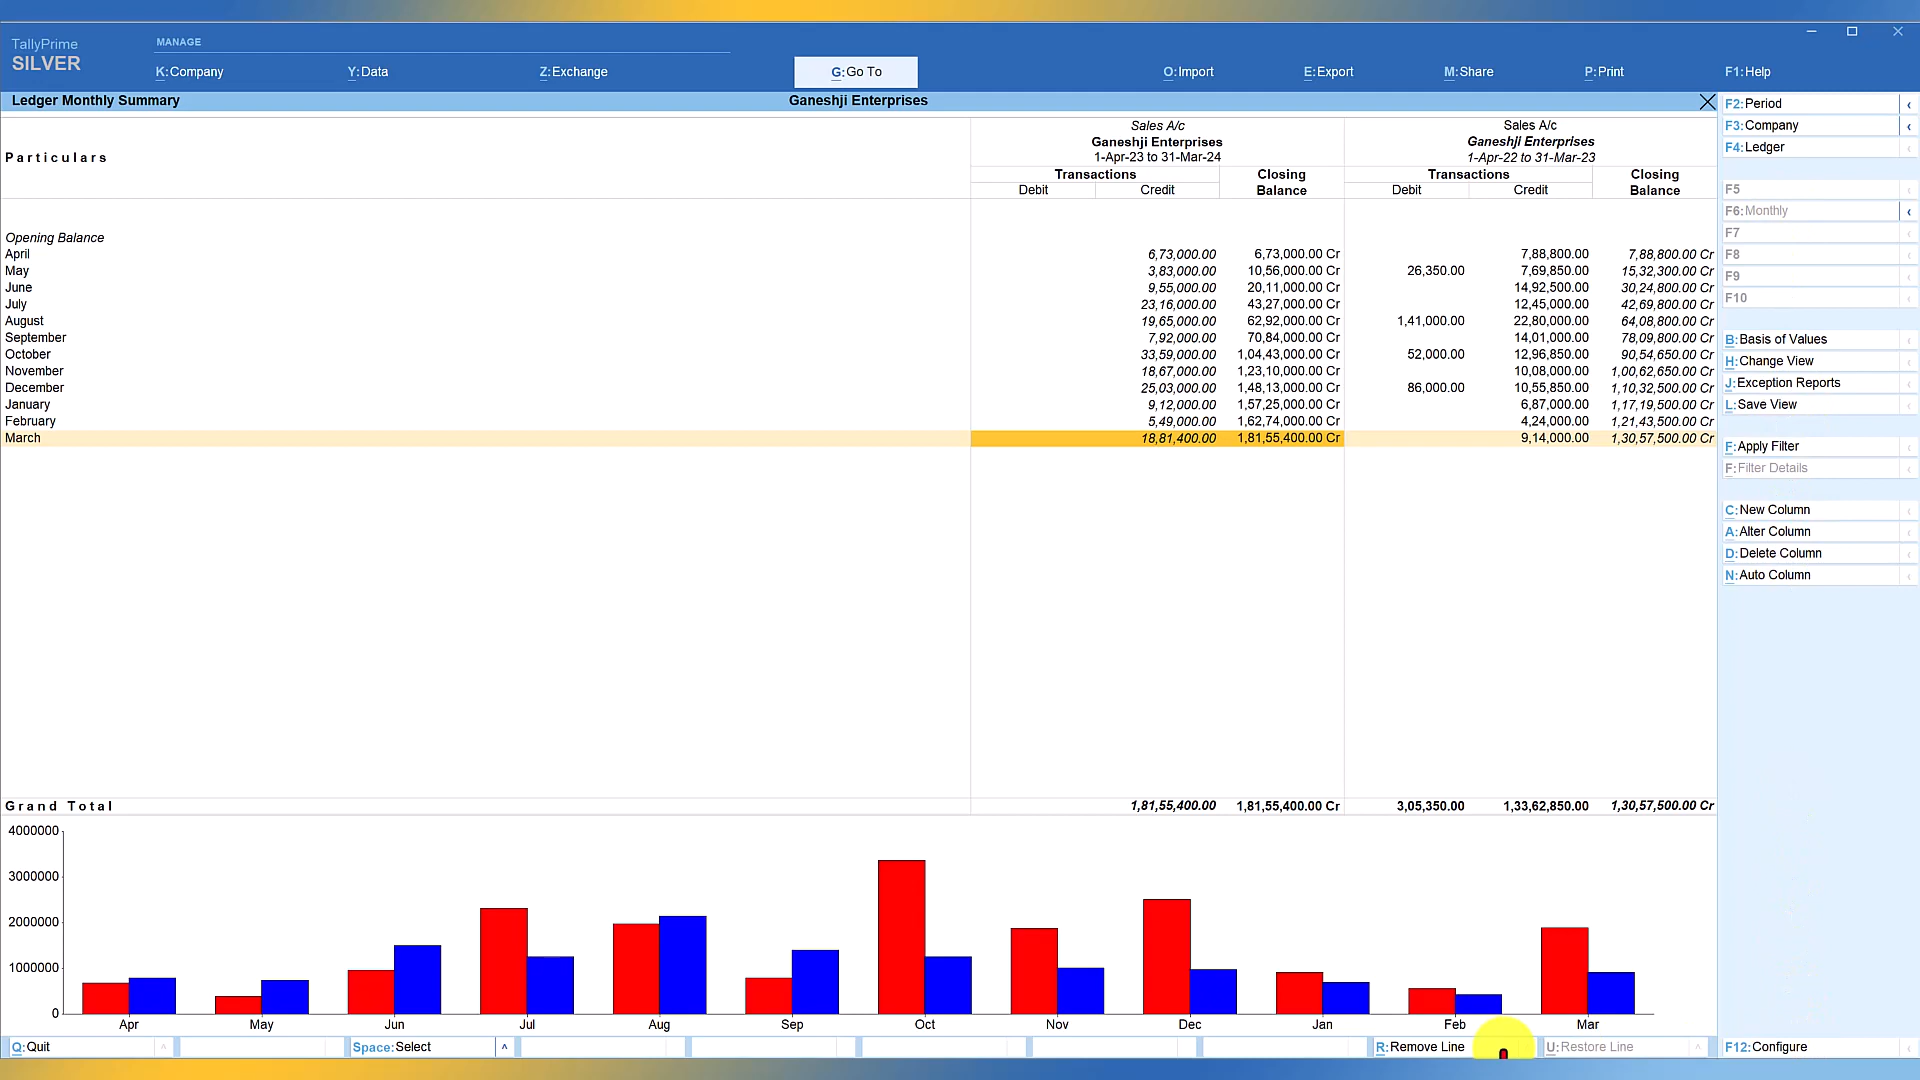 TallyPrime
SILVER
MANAGE
K:Company Y:Data Z:Exchange G:Go To O:Import E:Export M:Share P:Print F1:Help
Ledger Monthly Summary Ganeshji Enterprises
Particulars
Sales A/c Sales A/c
Ganeshji Enterprises Ganeshji Enterprises
1-Apr-23 to 31-Mar-24 1-Apr-22 to 31-Mar-23
Transactions Closing Transactions Closing
Debit Credit Balance Debit Credit Balance
Opening Balance
April 6,73,000.00 6,73,000.00 Cr 7,88,800.00 7,88,800.00 Cr
May 3,83,000.00 10,56,000.00 Cr 26,350.00 7,69,850.00 15,32,300.00 Cr
June 9,55,000.00 20,11,000.00 Cr 14,92,500.00 30,24,800.00 Cr
July 23,16,000.00 43,27,000.00 Cr 12,45,000.00 42,69,800.00 Cr
August 19,65,000.00 62,92,000.00 Cr 1,41,000.00 22,80,000.00 64,08,800.00 Cr
September 7,92,000.00 70,84,000.00 Cr 14,01,000.00 78,09,800.00 Cr
October 33,59,000.00 1,04,43,000.00 Cr 52,000.00 12,96,850.00 90,54,650.00 Cr
November 18,67,000.00 1,23,10,000.00 Cr 10,08,000.00 1,00,62,650.00 Cr
December 25,03,000.00 1,48,13,000.00 Cr 86,000.00 10,55,850.00 1,10,32,500.00 Cr
January 9,12,000.00 1,57,25,000.00 Cr 6,87,000.00 1,17,19,500.00 Cr
February 5,49,000.00 1,62,74,000.00 Cr 4,24,000.00 1,21,43,500.00 Cr
March 18,81,400.00 1,81,55,400.00 Cr 9,14,000.00 1,30,57,500.00 Cr
Grand Total 1,81,55,400.00 1,81,55,400.00 Cr 3,05,350.00 1,33,62,850.00 1,30,57,500.00 Cr
4000000
3000000
2000000
1000000
0
Apr May Jun Jul Aug Sep Oct Nov Dec Jan Feb Mar
Q:Quit Space:Select R:Remove Line U:Restore Line
F2:Period
F3:Company
F4:Ledger
F5
F6:Monthly
F7
F8
F9
F10
B:Basis of Values
H:Change View
J:Exception Reports
L:Save View
F:Apply Filter
F:Filter Details
C:New Column
A:Alter Column
D:Delete Column
N:Auto Column
F12:Configure